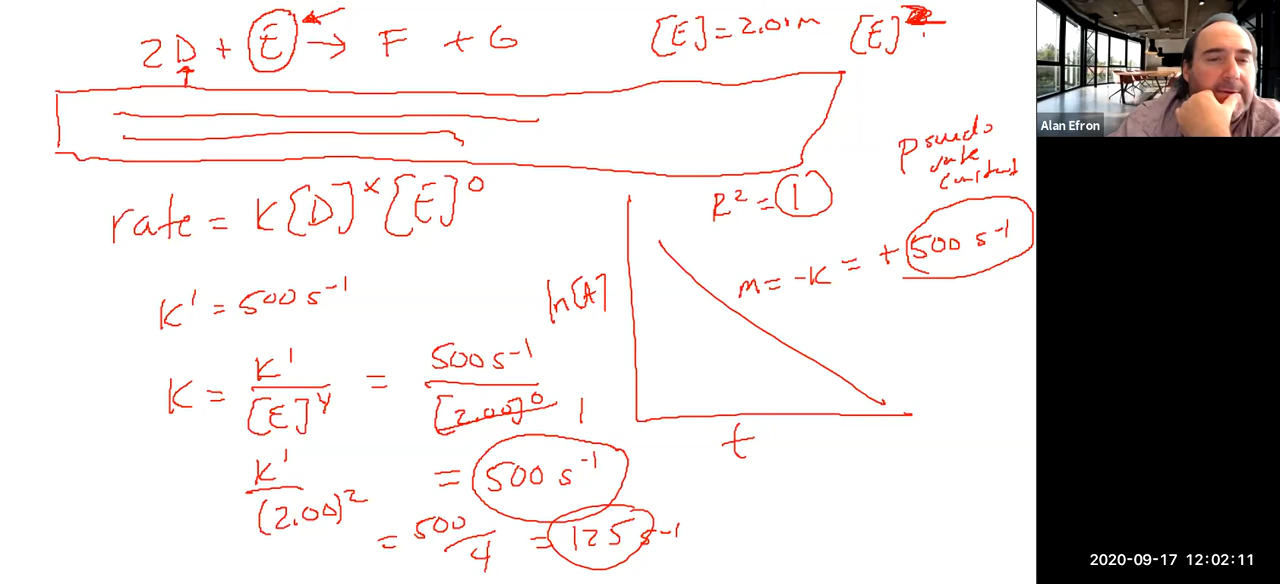 2D + E → F + G
[E] = 2.01M [E]
Alan Efron
pseudo
rate
constant
R² = 1
rate = K[D]ˣ[E]⁰
m = -K = + 500 s⁻¹
K' = 500 s⁻¹
ln[A]
K = K' / [E]ʸ = 500 s⁻¹ / [2.00]⁰ 1
t
K' / (2.00)² = 500 s⁻¹
= 500/4 = 125 s⁻¹
2020-09-17 12:02:11